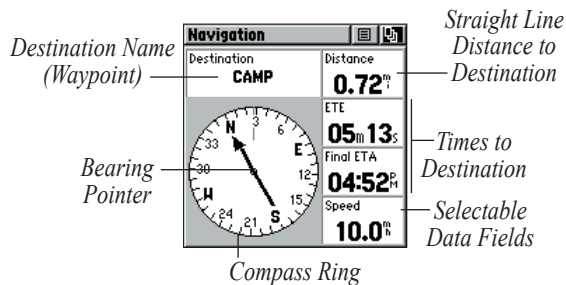 Straight Line
Distance to
Destination
Destination Name
(Waypoint)
Navigation
Destination
CAMP
Distance
0.72 mi
ETE
05m13s
Final ETA
04:52PM
Speed
10.0mh
N
3
6
E
12
15
S
21
24
W
30
33
Bearing
Pointer
Times to
Destination
Selectable
Data Fields
Compass Ring